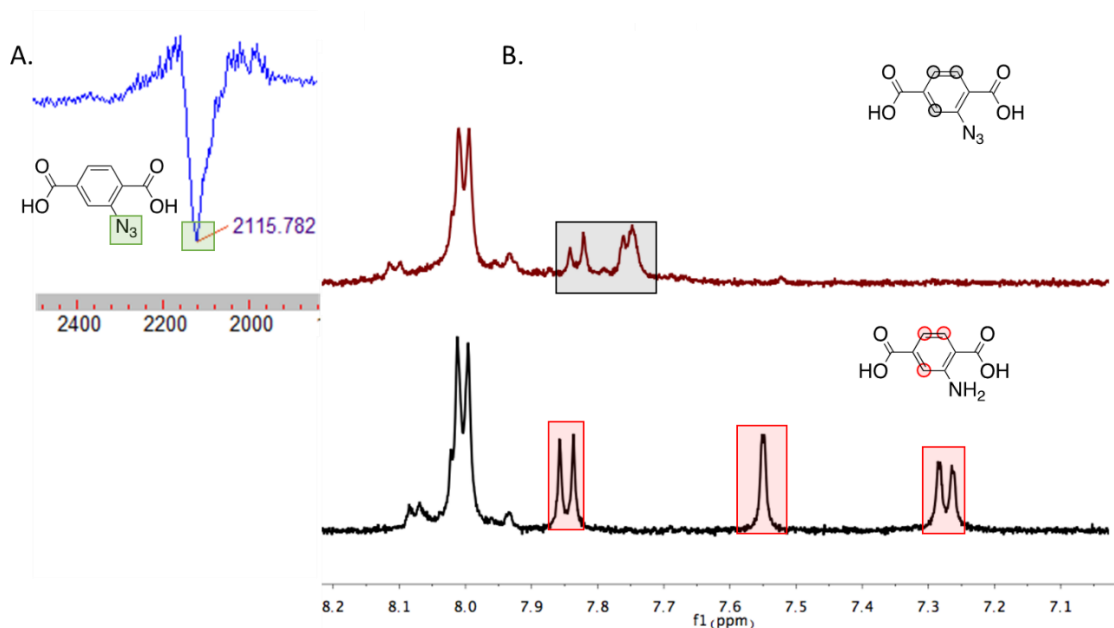 A.
O
HO
O
OH
N3
2115.782
2400
2200
2000
B.
O
HO
O
OH
N3
O
HO
O
OH
NH2
8.2
8.1
8.0
7.9
7.8
7.7
7.6
7.5
7.4
7.3
7.2
7.1
f1 (ppm)